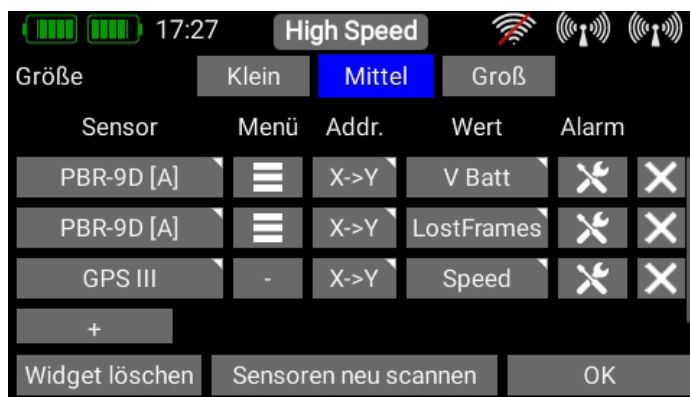 17:27 High Speed
Größe Klein Mittel Groß
Sensor Menü Addr. Wert Alarm
PBR-9D [A] X->Y V Batt
PBR-9D [A] X->Y LostFrames
GPS III - X->Y Speed
+
Widget löschen Sensoren neu scannen OK